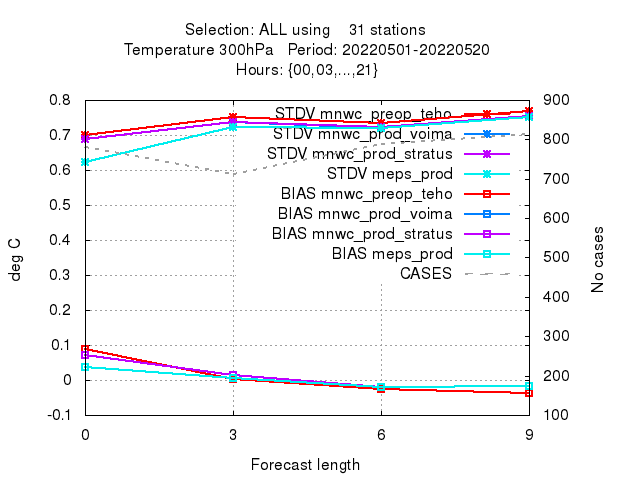 Selection: ALL using 31 stations
Temperature 300hPa Period: 20220501-20220520
Hours: {00,03,...,21}
0.8
0.7
0.6
0.5
0.4
0.3
0.2
0.1
0
-0.1
deg C
900
800
700
600
500
400
300
200
100
No cases
STDV mnwc_preop_teho
STDV mnwc_prod_voima
STDV mnwc_prod_stratus
STDV meps_prod
BIAS mnwc_preop_teho
BIAS mnwc_prod_voima
BIAS mnwc_prod_stratus
BIAS meps_prod
CASES
0 3 6 9
Forecast length